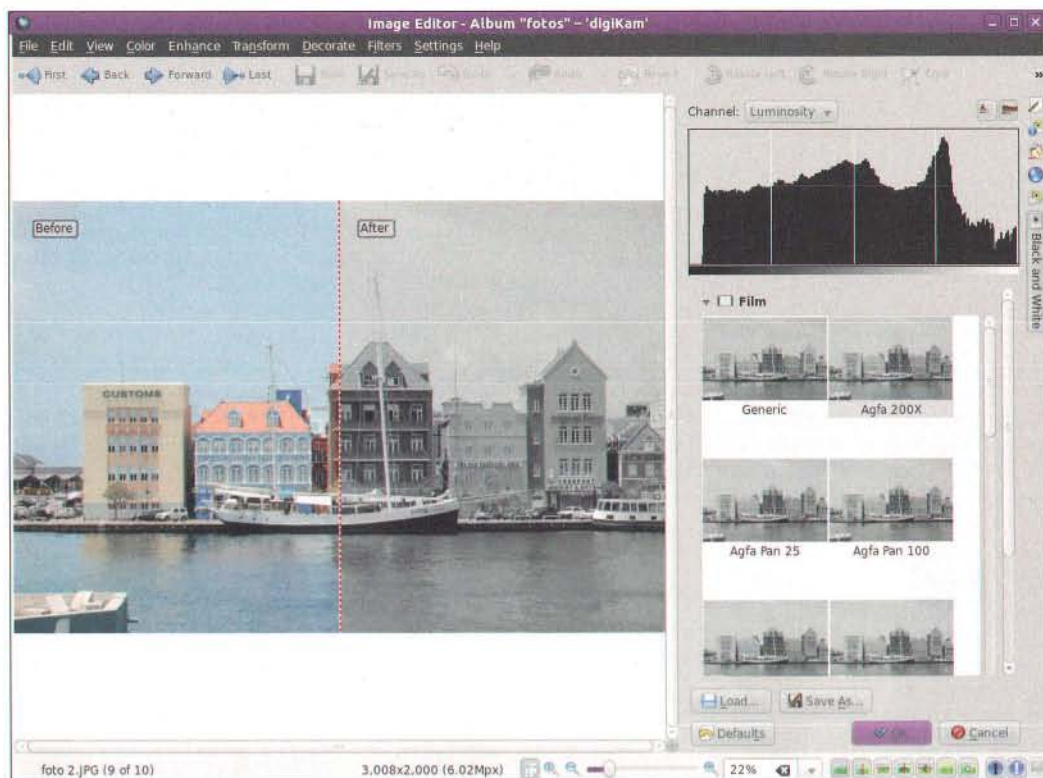 Image Editor - Album "fotos" – 'digiKam'
File Edit View Color Enhance Transform Decorate Filters Settings Help
First Back Forward Last
Channel: Luminosity
Before
After
CUSTOMS
Black and White
Film
Generic
Agfa 200X
Agfa Pan 25
Agfa Pan 100
Load...
Save As...
Defaults
OK
Cancel
foto 2.JPG (9 of 10)
3,008x2,000 (6.02Mpx)
22%